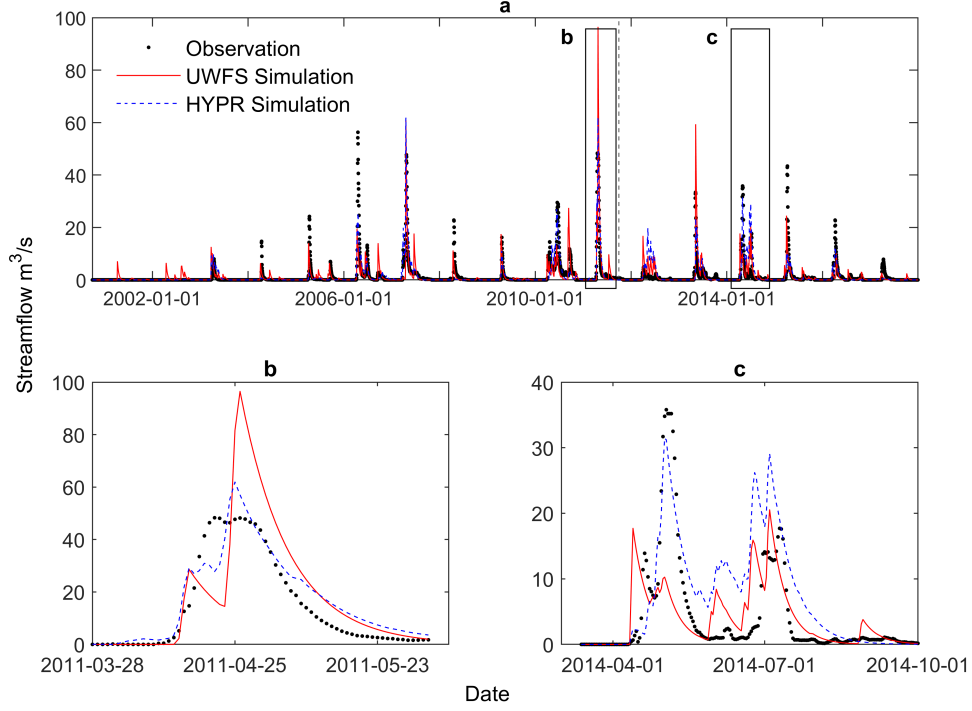 a
100
80
60
40
20
0
Observation
UWFS Simulation
HYPR Simulation
b
c
2002-01-01
2006-01-01
2010-01-01
2014-01-01
Streamflow m³/s
b
100
80
60
40
20
0
2011-03-28
2011-04-25
2011-05-23
c
40
30
20
10
0
2014-04-01
2014-07-01
2014-10-01
Date